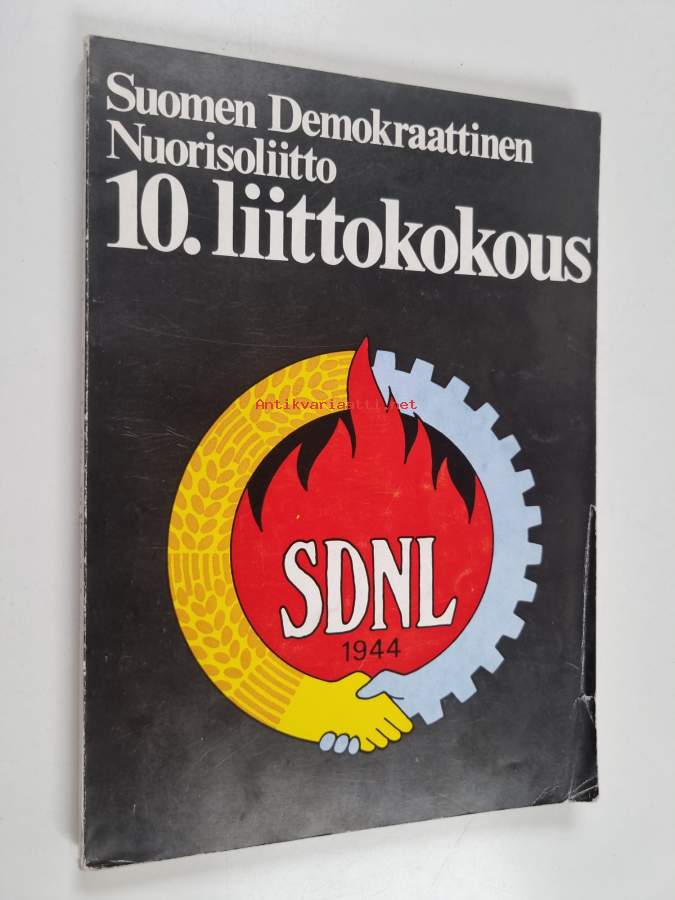 Suomen Demokraattinen
Nuorisoliitto
10. liittokokous
Antikvariaatti.net
SDNL
1944